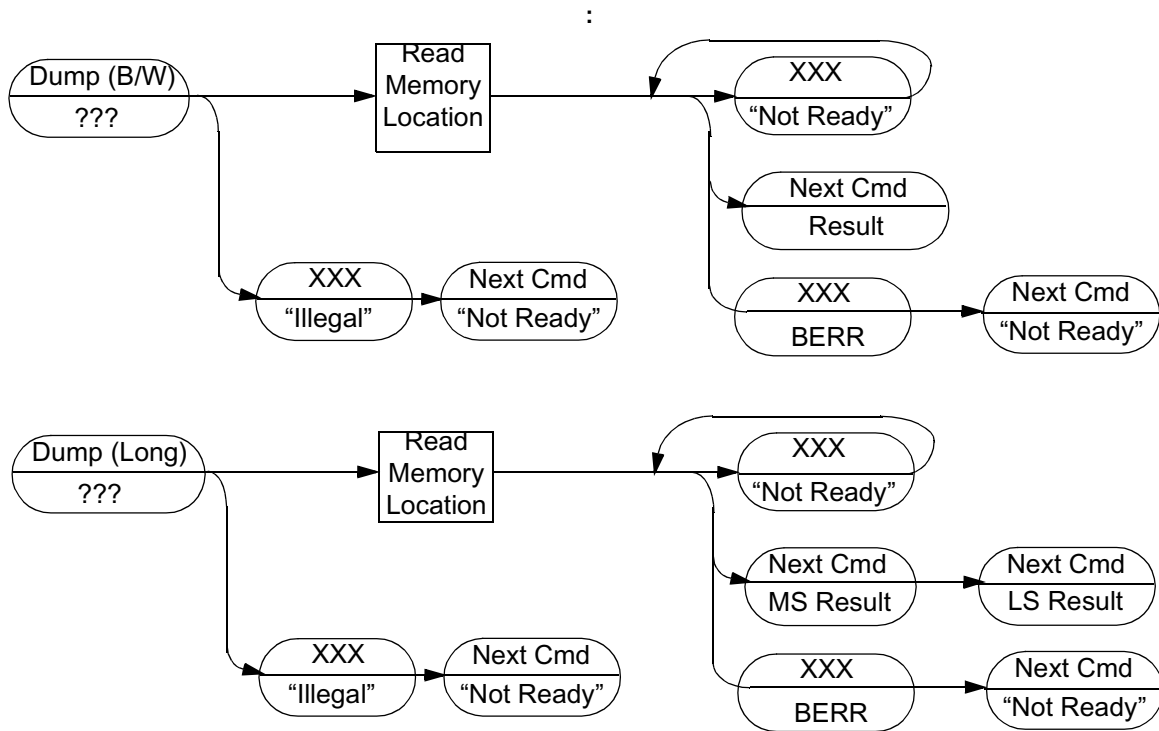 :
Dump (B/W)
???
Read
Memory
Location
XXX
“Not Ready”
Next Cmd
Result
XXX
“Illegal”
Next Cmd
“Not Ready”
XXX
BERR
Next Cmd
“Not Ready”
Dump (Long)
???
Read
Memory
Location
XXX
“Not Ready”
Next Cmd
MS Result
Next Cmd
LS Result
XXX
“Illegal”
Next Cmd
“Not Ready”
XXX
BERR
Next Cmd
“Not Ready”